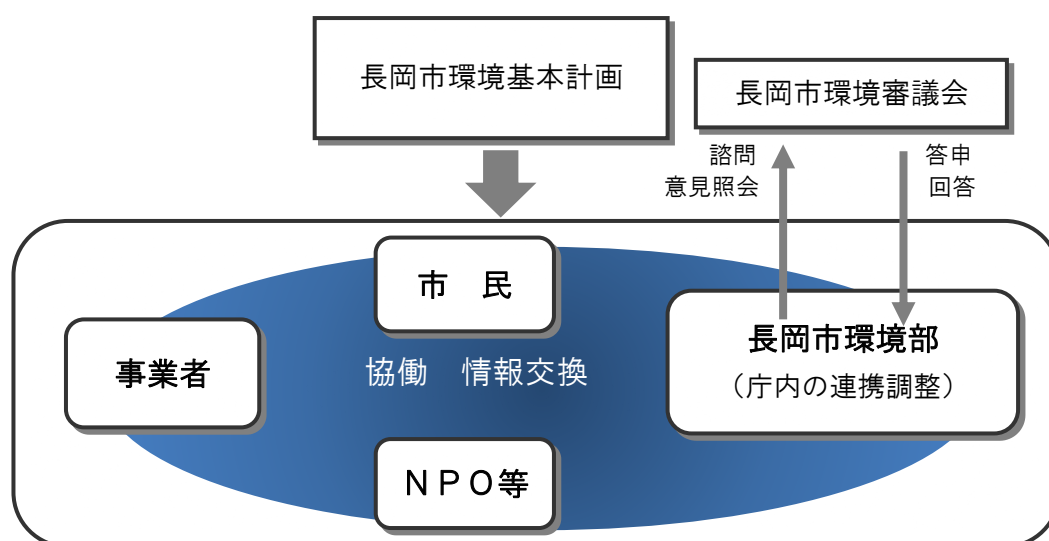 長岡市環境基本計画
長岡市環境審議会
諮問
意見照会
答申
回答
市　民
事業者
協働　情報交換
長岡市環境部
（庁内の連携調整）
ＮＰＯ等